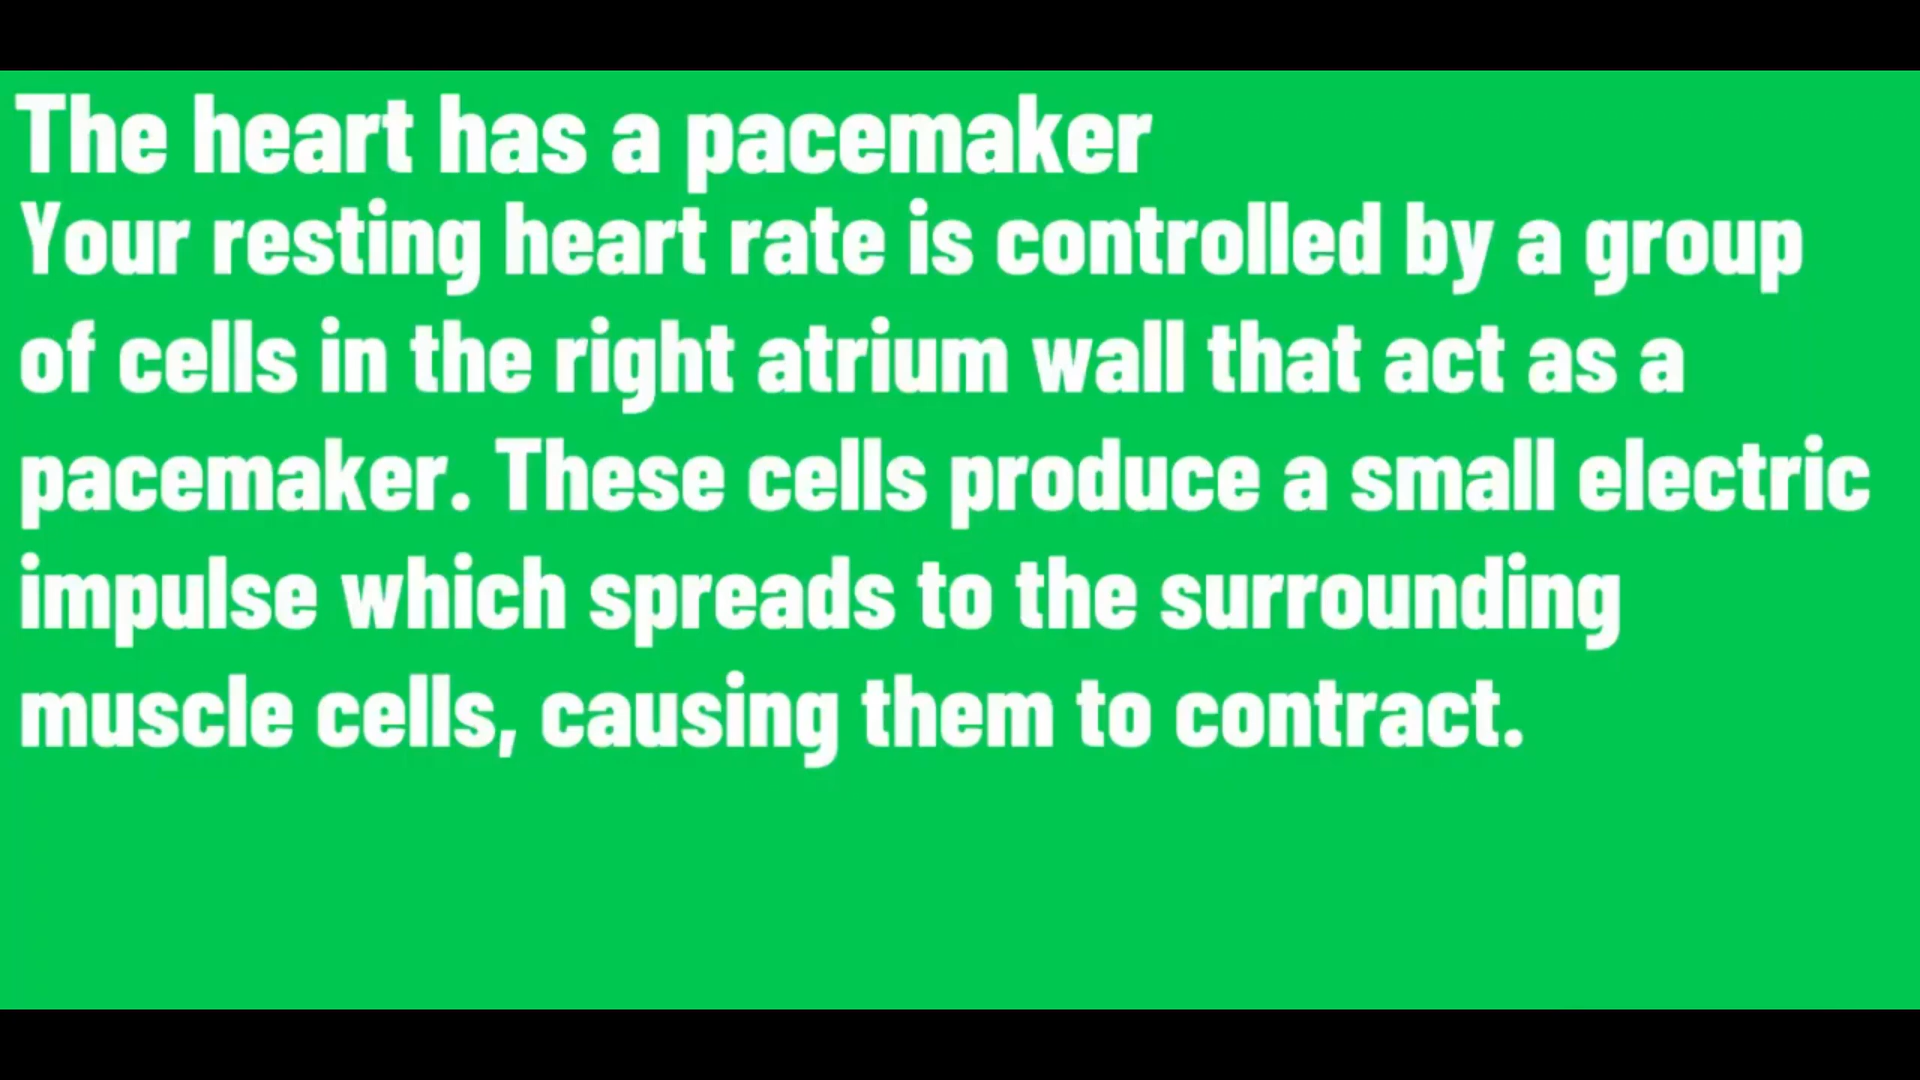 The heart has a pacemaker
Your resting heart rate is controlled by a group
of cells in the right atrium wall that act as a
pacemaker. These cells produce a small electric
impulse which spreads to the surrounding
muscle cells, causing them to contract.